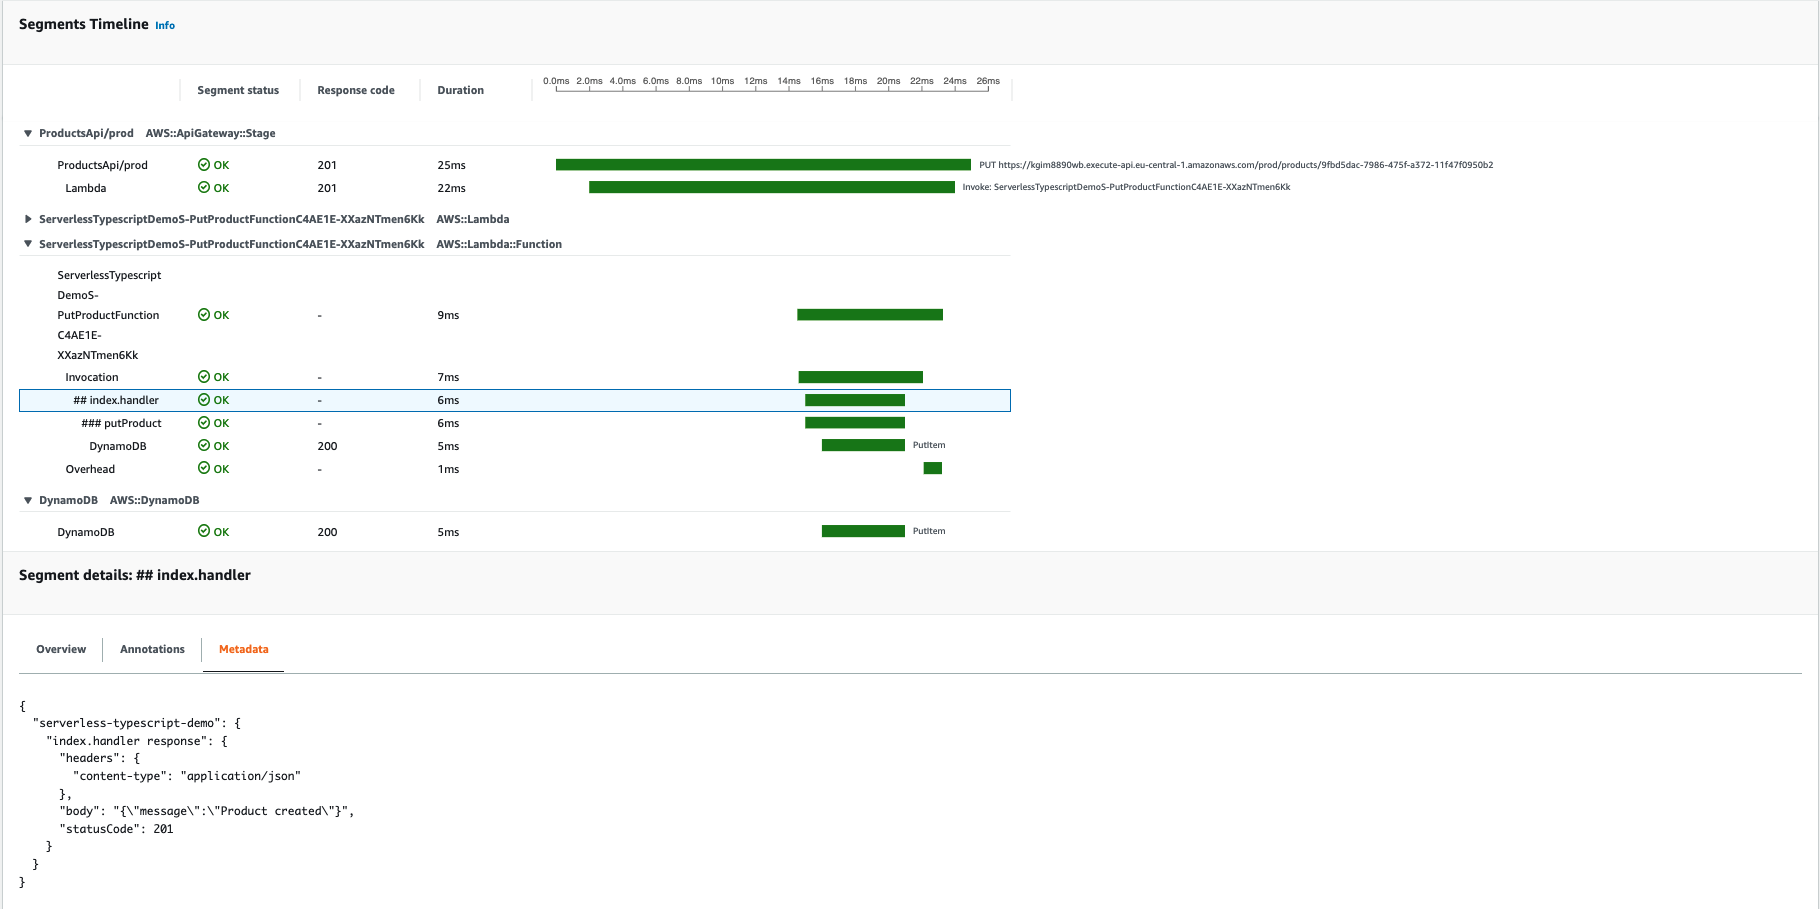 Segments Timeline Info
Segment status Response code Duration 0.0ms 2.0ms 4.0ms 6.0ms 8.0ms 10ms 12ms 14ms 16ms 18ms 20ms 22ms 24ms 26ms
ProductsApi/prod AWS::ApiGateway::Stage
ProductsApi/prod OK 201 25ms PUT https://kgim8890wb.execute-api.eu-central-1.amazonaws.com/prod/products/9fbd5dac-7986-475f-a372-11f47f0950b2
Lambda OK 201 22ms Invoke: ServerlessTypescriptDemoS-PutProductFunctionC4AE1E-XXazNTmen6Kk
ServerlessTypescriptDemoS-PutProductFunctionC4AE1E-XXazNTmen6Kk AWS::Lambda
ServerlessTypescriptDemoS-PutProductFunctionC4AE1E-XXazNTmen6Kk AWS::Lambda::Function
ServerlessTypescript
DemoS-
PutProductFunction OK - 9ms
C4AE1E-
XXazNTmen6Kk
Invocation OK - 7ms
## index.handler OK - 6ms
### putProduct OK - 6ms
DynamoDB OK 200 5ms PutItem
Overhead OK - 1ms
DynamoDB AWS::DynamoDB
DynamoDB OK 200 5ms PutItem
Segment details: ## index.handler
Overview Annotations Metadata
{
  "serverless-typescript-demo": {
    "index.handler response": {
      "headers": {
        "content-type": "application/json"
      },
      "body": "{\"message\":\"Product created\"}",
      "statusCode": 201
    }
  }
}